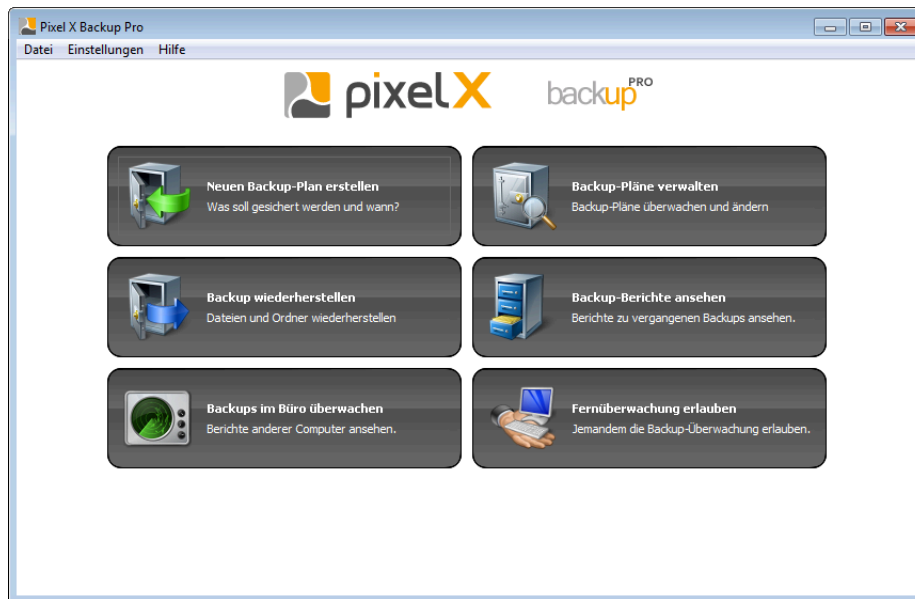 Pixel X Backup Pro
Datei Einstellungen Hilfe
pixelX backup PRO
Neuen Backup-Plan erstellen
Was soll gesichert werden und wann?
Backup-Pläne verwalten
Backup-Pläne überwachen und ändern
Backup wiederherstellen
Dateien und Ordner wiederherstellen
Backup-Berichte ansehen
Berichte zu vergangenen Backups ansehen.
Backups im Büro überwachen
Berichte anderer Computer ansehen.
Fernüberwachung erlauben
Jemandem die Backup-Überwachung erlauben.